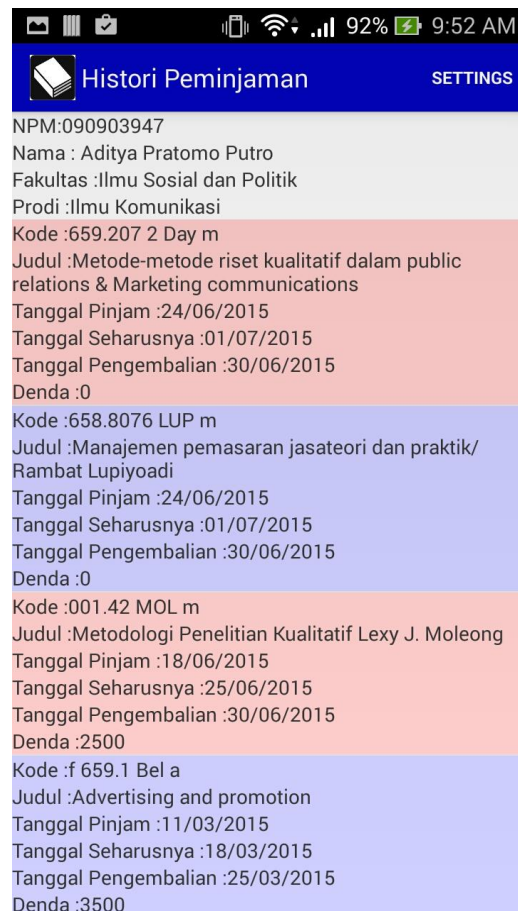 92% 9:52 AM
Histori Peminjaman SETTINGS
NPM:090903947
Nama : Aditya Pratomo Putro
Fakultas :Ilmu Sosial dan Politik
Prodi :Ilmu Komunikasi
Kode :659.207 2 Day m
Judul :Metode-metode riset kualitatif dalam public
relations & Marketing communications
Tanggal Pinjam :24/06/2015
Tanggal Seharusnya :01/07/2015
Tanggal Pengembalian :30/06/2015
Denda :0
Kode :658.8076 LUP m
Judul :Manajemen pemasaran jasateori dan praktik/
Rambat Lupiyoadi
Tanggal Pinjam :24/06/2015
Tanggal Seharusnya :01/07/2015
Tanggal Pengembalian :30/06/2015
Denda :0
Kode :001.42 MOL m
Judul :Metodologi Penelitian Kualitatif Lexy J. Moleong
Tanggal Pinjam :18/06/2015
Tanggal Seharusnya :25/06/2015
Tanggal Pengembalian :30/06/2015
Denda :2500
Kode :f 659.1 Bel a
Judul :Advertising and promotion
Tanggal Pinjam :11/03/2015
Tanggal Seharusnya :18/03/2015
Tanggal Pengembalian :25/03/2015
Denda :3500